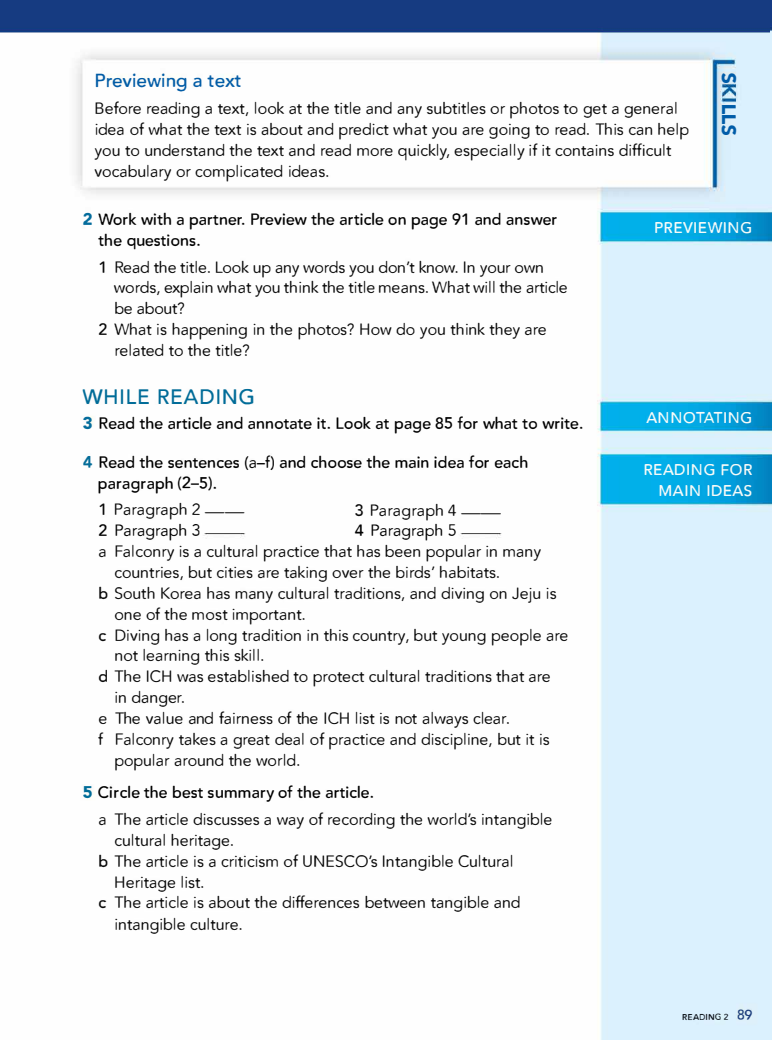 Previewing a text
Before reading a text, look at the title and any subtitles or photos to get a general
idea of what the text is about and predict what you are going to read. This can help
you to understand the text and read more quickly, especially if it contains difficult
vocabulary or complicated ideas.
SKILLS
2 Work with a partner. Preview the article on page 91 and answer
the questions.
PREVIEWING
1 Read the title. Look up any words you don't know. In your own
words, explain what you think the title means. What will the article
be about?
2 What is happening in the photos? How do you think they are
related to the title?
WHILE READING
3 Read the article and annotate it. Look at page 85 for what to write.
ANNOTATING
4 Read the sentences (a–f) and choose the main idea for each
paragraph (2–5).
READING FOR
MAIN IDEAS
1 Paragraph 2 ____ 3 Paragraph 4 ____
2 Paragraph 3 ____ 4 Paragraph 5 ____
a Falconry is a cultural practice that has been popular in many
countries, but cities are taking over the birds' habitats.
b South Korea has many cultural traditions, and diving on Jeju is
one of the most important.
c Diving has a long tradition in this country, but young people are
not learning this skill.
d The ICH was established to protect cultural traditions that are
in danger.
e The value and fairness of the ICH list is not always clear.
f Falconry takes a great deal of practice and discipline, but it is
popular around the world.
5 Circle the best summary of the article.
a The article discusses a way of recording the world's intangible
cultural heritage.
b The article is a criticism of UNESCO's Intangible Cultural
Heritage list.
c The article is about the differences between tangible and
intangible culture.
READING 2 89